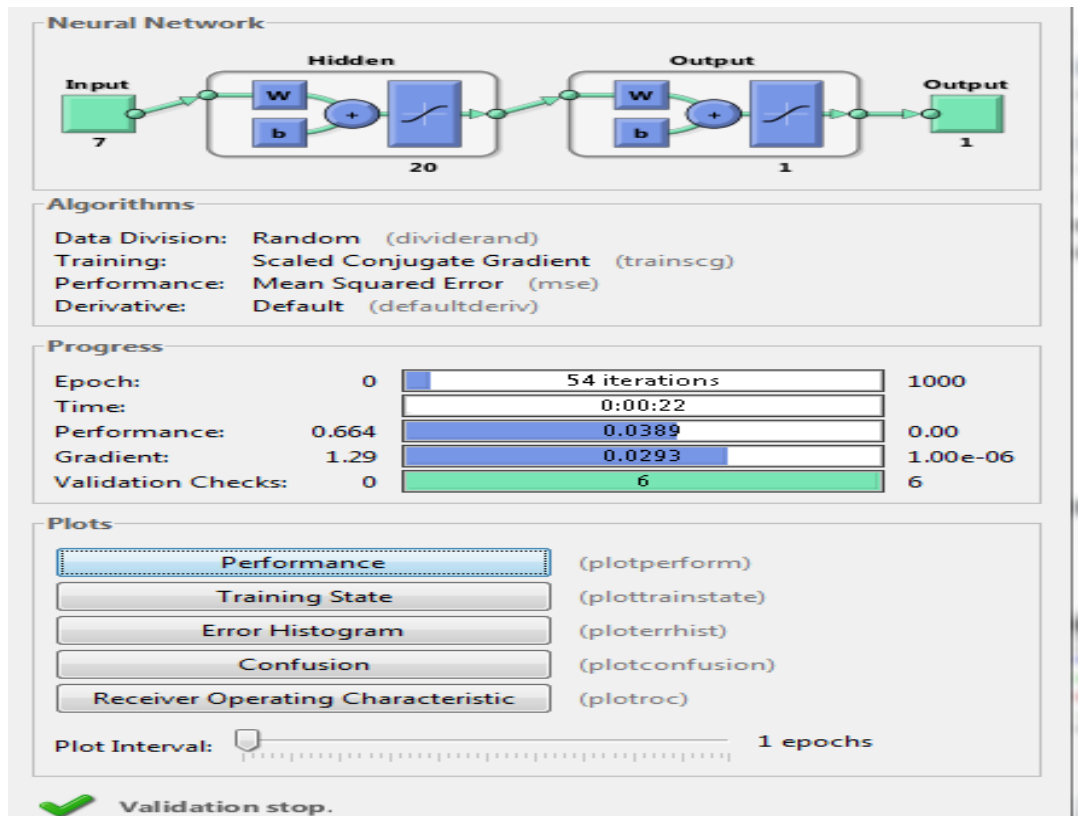 Neural Network
Hidden Output
Input Output
W W
+ +
b b
7 1
20 1
Algorithms
Data Division: Random (dividerand)
Training: Scaled Conjugate Gradient (trainscg)
Performance: Mean Squared Error (mse)
Derivative: Default (defaultderiv)
Progress
Epoch: 0 54 iterations 1000
Time: 0:00:22
Performance: 0.664 0.0389 0.00
Gradient: 1.29 0.0293 1.00e-06
Validation Checks: 0 6 6
Plots
Performance (plotperform)
Training State (plottrainstate)
Error Histogram (ploterrhist)
Confusion (plotconfusion)
Receiver Operating Characteristic (plotroc)
Plot Interval: 1 epochs
Validation stop.